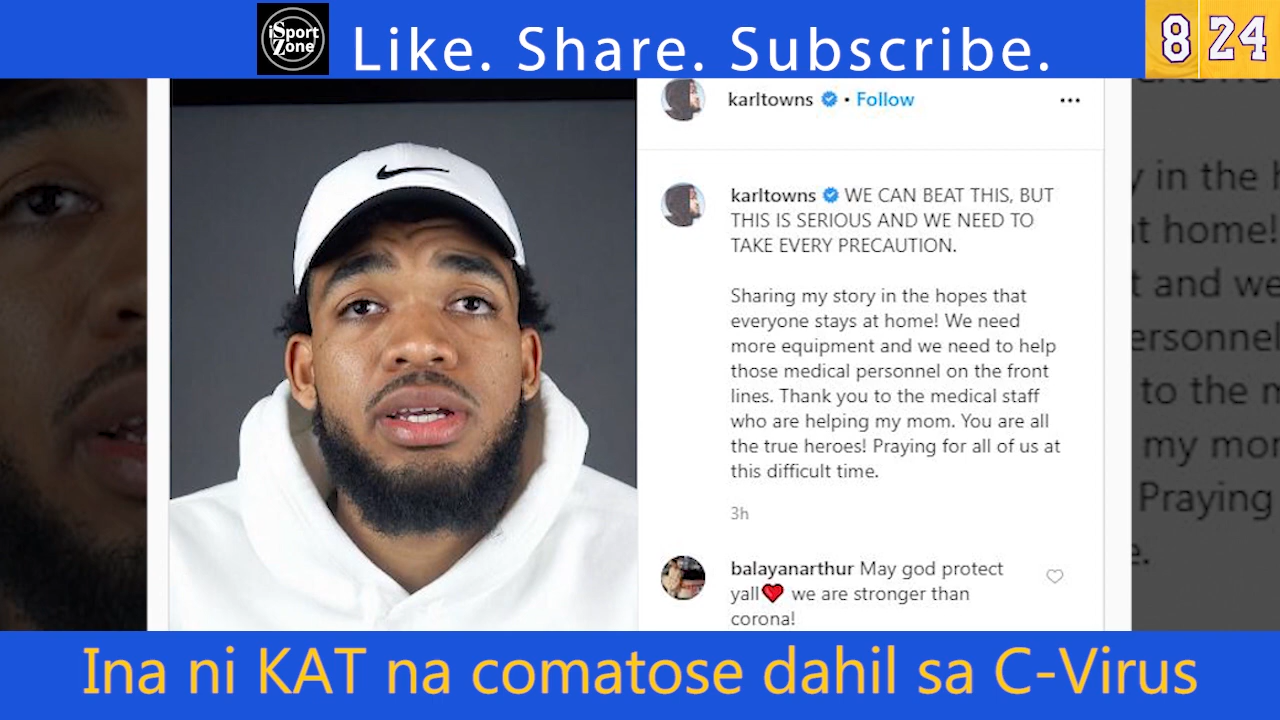 iSport
Zone
Like. Share. Subscribe.
8 24
karltowns • Follow
karltowns WE CAN BEAT THIS, BUT
THIS IS SERIOUS AND WE NEED TO
TAKE EVERY PRECAUTION.
Sharing my story in the hopes that
everyone stays at home! We need
more equipment and we need to help
those medical personnel on the front
lines. Thank you to the medical staff
who are helping my mom. You are all
the true heroes! Praying for all of us at
this difficult time.
3h
balayanarthur May god protect
yall❤️ we are stronger than
corona!
y in the h
t home!
t and we
ersonnel
to the m
my mor
Praying
e.
Ina ni KAT na comatose dahil sa C-Virus